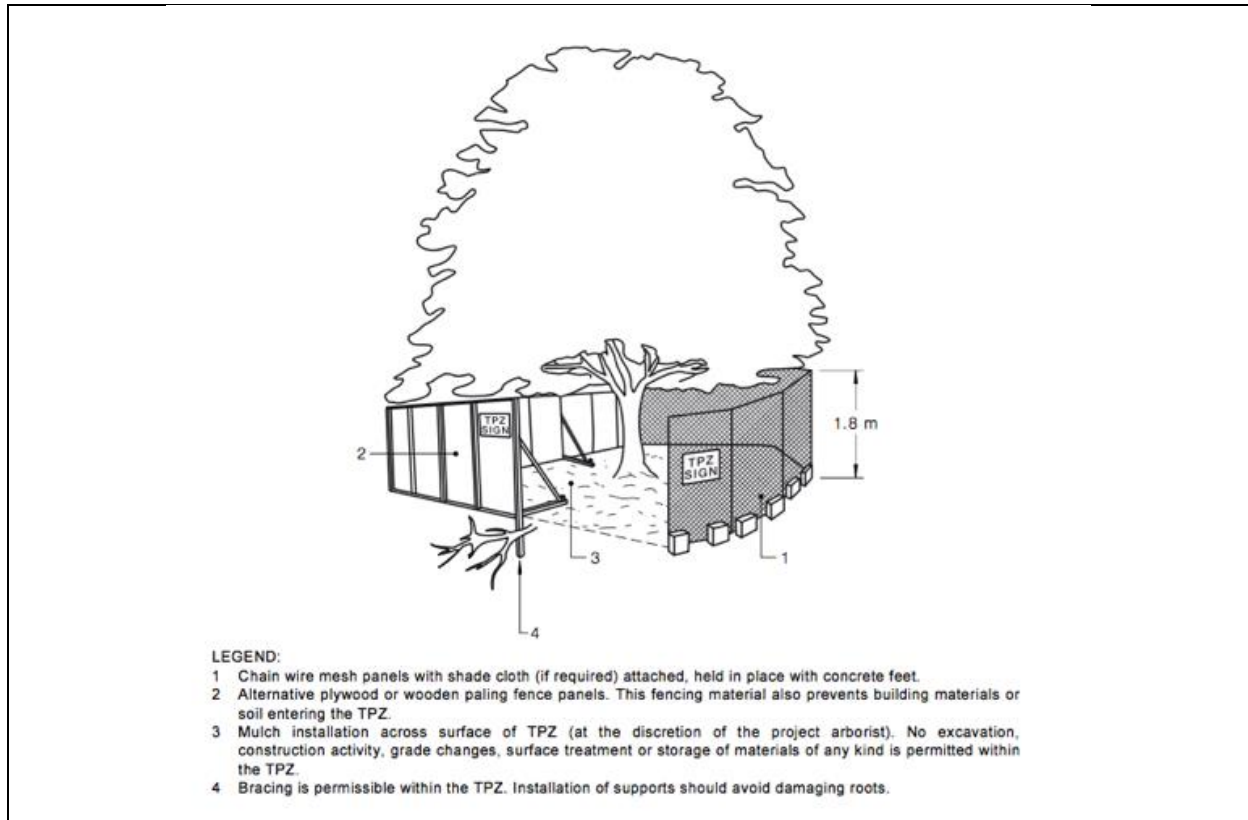 TPZ
SIGN
1.8 m
2
TPZ
SIGN
3
1
4
LEGEND:
1 Chain wire mesh panels with shade cloth (if required) attached, held in place with concrete feet.
2 Alternative plywood or wooden paling fence panels. This fencing material also prevents building materials or
soil entering the TPZ.
3 Mulch installation across surface of TPZ (at the discretion of the project arborist). No excavation,
construction activity, grade changes, surface treatment or storage of materials of any kind is permitted within
the TPZ.
4 Bracing is permissible within the TPZ. Installation of supports should avoid damaging roots.